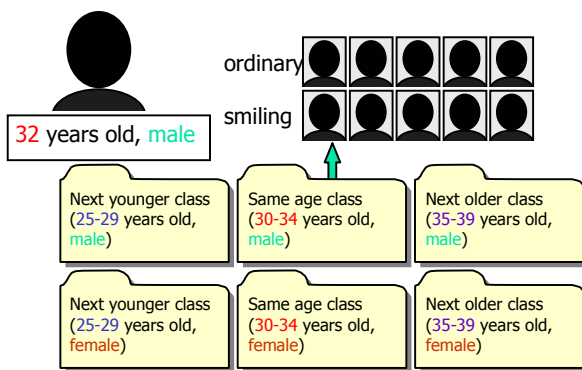 ordinary
smiling
32 years old, male
Next younger class
(25-29 years old,
male)
Same age class
(30-34 years old,
male)
Next older class
(35-39 years old,
male)
Next younger class
(25-29 years old,
female)
Same age class
(30-34 years old,
female)
Next older class
(35-39 years old,
female)